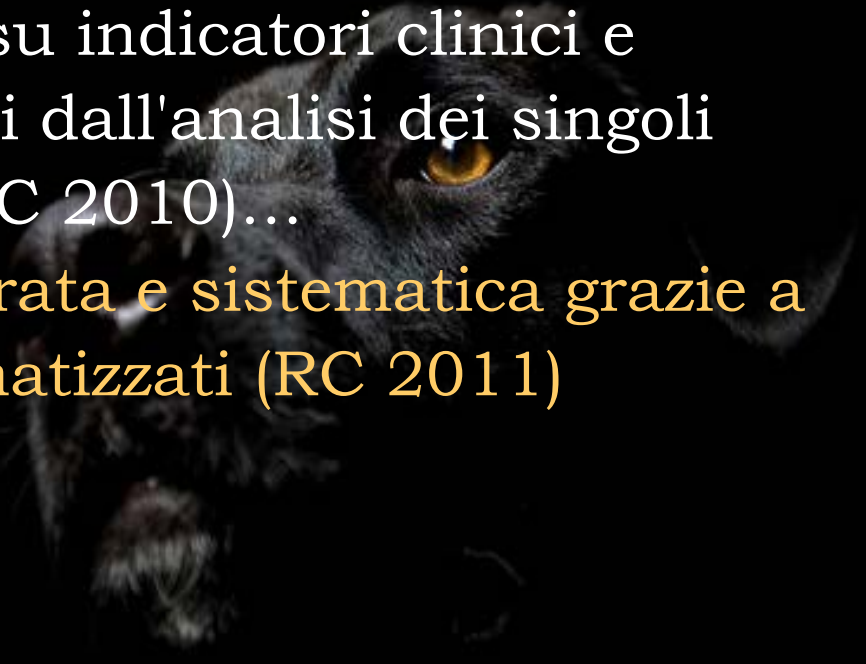 su indicatori clinici e
i dall'analisi dei singoli
C 2010)...
rata e sistematica grazie a
atizzati (RC 2011)